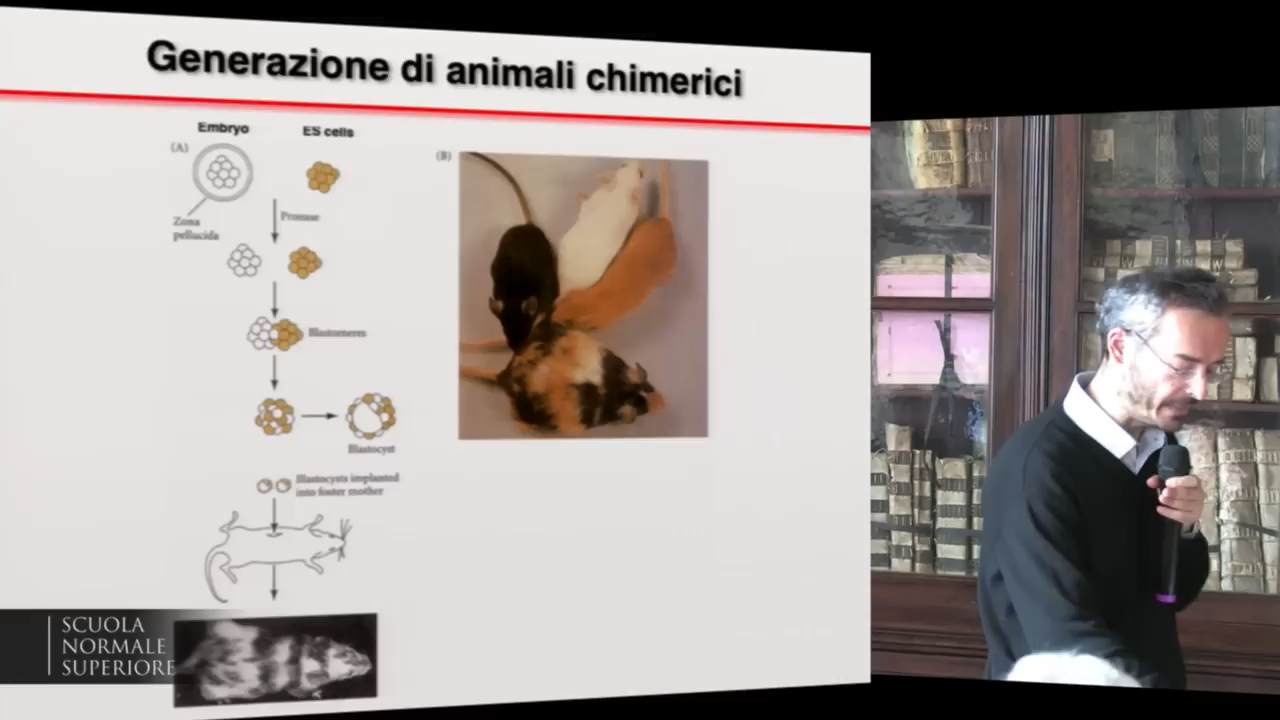 Generazione di animali chimerici
Embryo
ES cells
(A)
(B)
Pronase
Zona
pellucida
Blastomeres
Blastocyst
Blastocysts implanted
into foster mother
SCUOLA
NORMALE
SUPERIORE